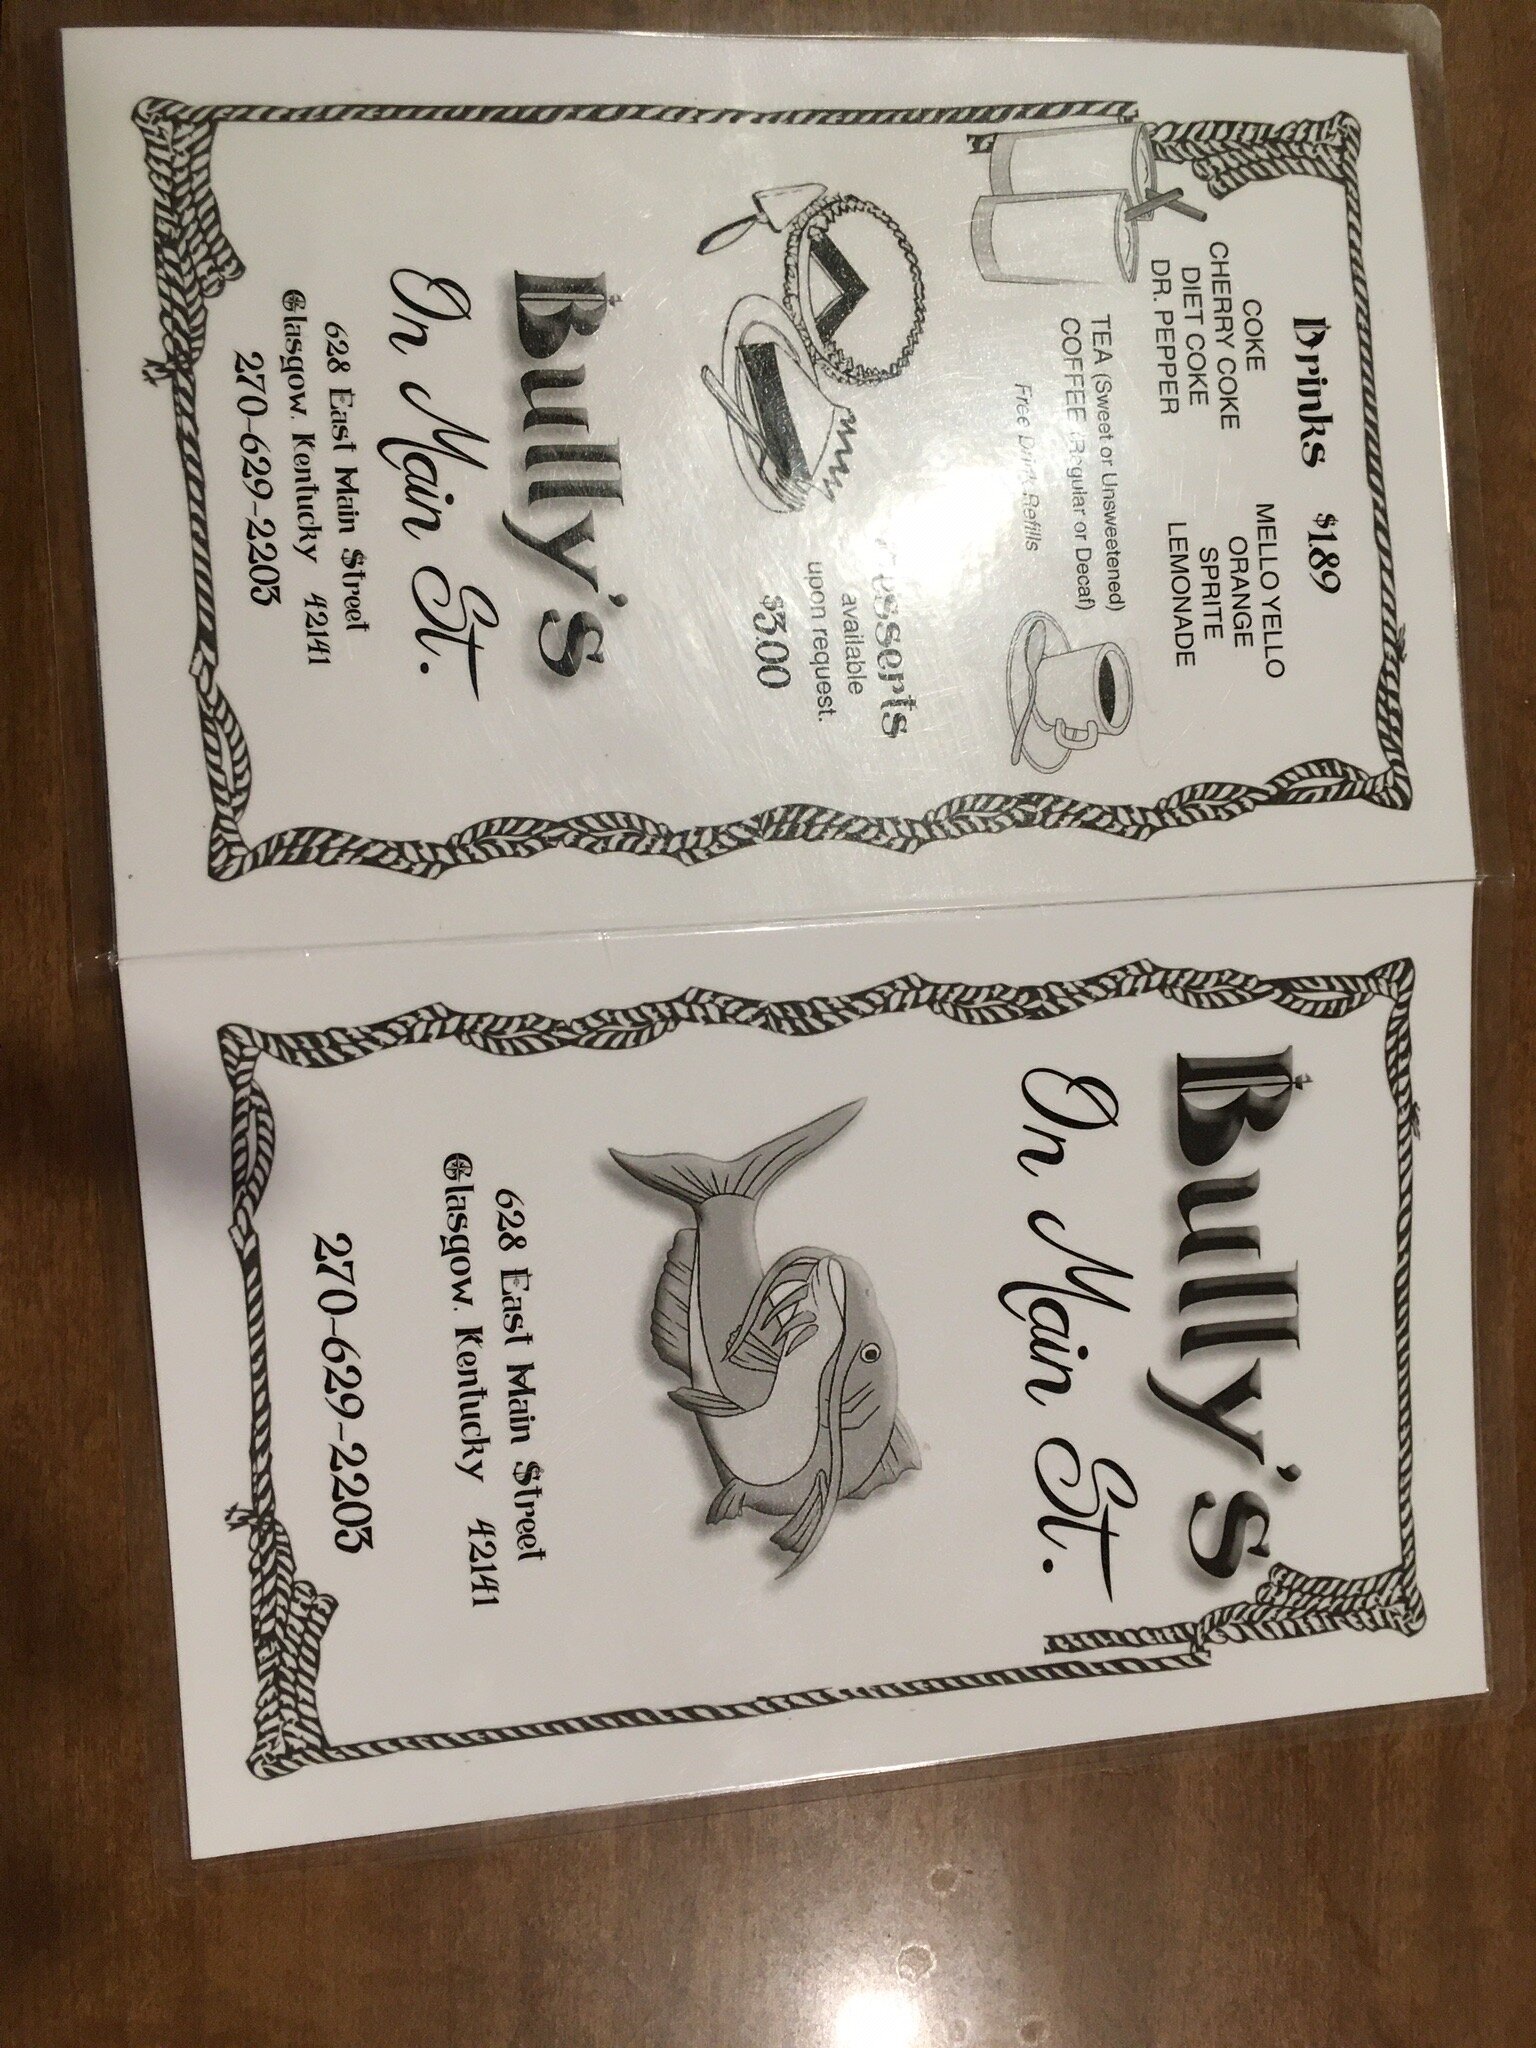 Drinks $1.89
COKE
CHERRY COKE
DIET COKE
DR. PEPPER
MELLO YELLO
ORANGE
SPRITE
LEMONADE
TEA (Sweet or Unsweetened)
COFFEE (Regular or Decaf)
Free Drink Refills
Desserts
available
upon request.
$3.00
Bully's
On Main St.
628 East Main Street
Glasgow, Kentucky 42141
270-629-2203
Bully's
On Main St.
628 East Main Street
Glasgow, Kentucky 42141
270-629-2203